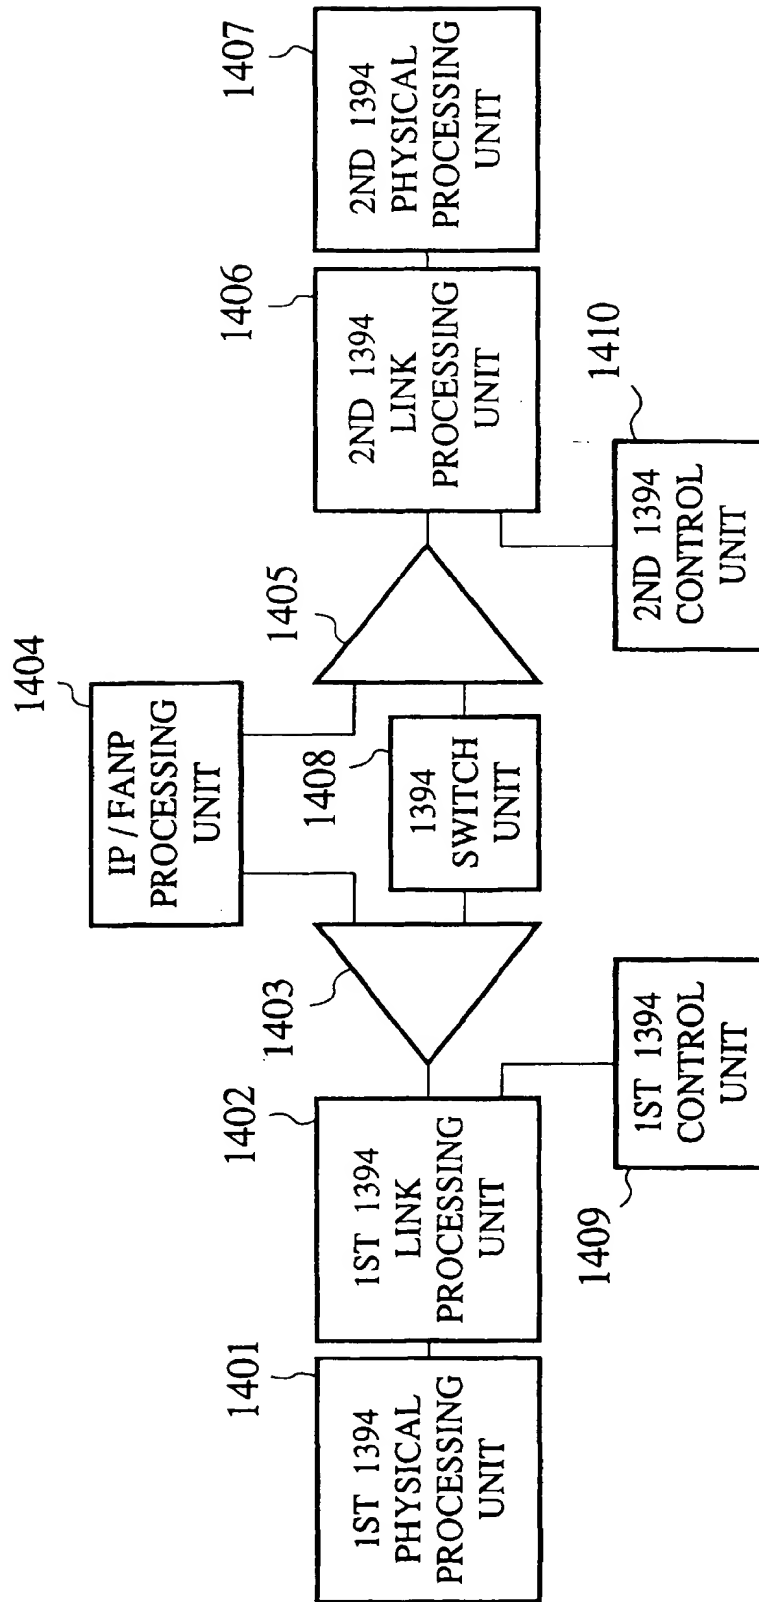 1404
IP / FANP
PROCESSING
UNIT
1401
1ST 1394
PHYSICAL
PROCESSING
UNIT
1402
1ST 1394
LINK
PROCESSING
UNIT
1403
1408
1394
SWITCH
UNIT
1405
1406
2ND 1394
LINK
PROCESSING
UNIT
1407
2ND 1394
PHYSICAL
PROCESSING
UNIT
1409
1ST 1394
CONTROL
UNIT
1410
2ND 1394
CONTROL
UNIT